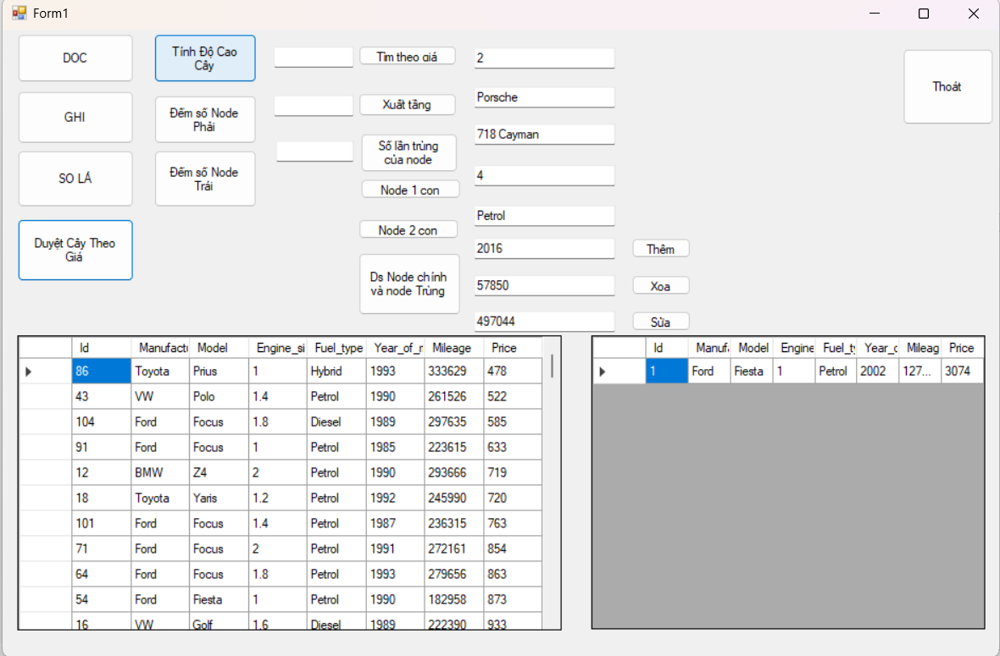 Form1
DOC
Tính Độ Cao
Cây
Tìm theo giá
2
Thoát
GHI
Đếm số Node
Phải
Xuất tầng
Porsche
718 Cayman
SO LÁ
Đếm số Node
Trái
Số lần trùng
của node
4
Node 1 con
Petrol
Duyệt Cây Theo
Giá
Node 2 con
2016
Thêm
Ds Node chính
và node Trùng
57850
Xoa
497044
Sửa
Id Manufactu Model Engine_si Fuel_type Year_of_r Mileage Price
86 Toyota Prius 1 Hybrid 1993 333629 478
43 VW Polo 1.4 Petrol 1990 261526 522
104 Ford Focus 1.8 Diesel 1989 297635 585
91 Ford Focus 1 Petrol 1985 223615 633
12 BMW Z4 2 Petrol 1990 293666 719
18 Toyota Yaris 1.2 Petrol 1992 245990 720
101 Ford Focus 1.4 Petrol 1987 236315 763
71 Ford Focus 2 Petrol 1991 272161 854
64 Ford Focus 1.8 Petrol 1993 279656 863
54 Ford Fiesta 1 Petrol 1990 182958 873
16 VW Golf 1.6 Diesel 1989 222390 933
Id Manuf Model Engine Fuel_ty Year_o Mileag Price
1 Ford Fiesta 1 Petrol 2002 127... 3074